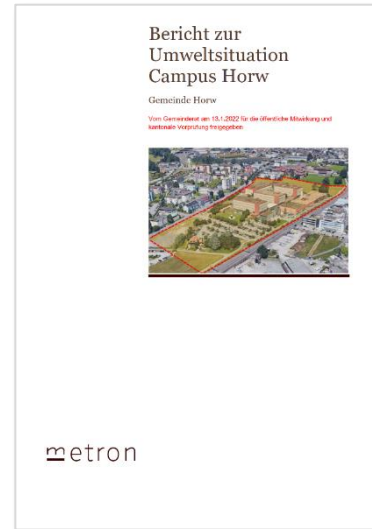 Bericht zur
Umweltsituation
Campus Horw
Gemeinde Horw
Vom Gemeinderat am 13.1.2022 für die öffentliche Mitwirkung und
kantonale Vorprüfung freigegeben
metron